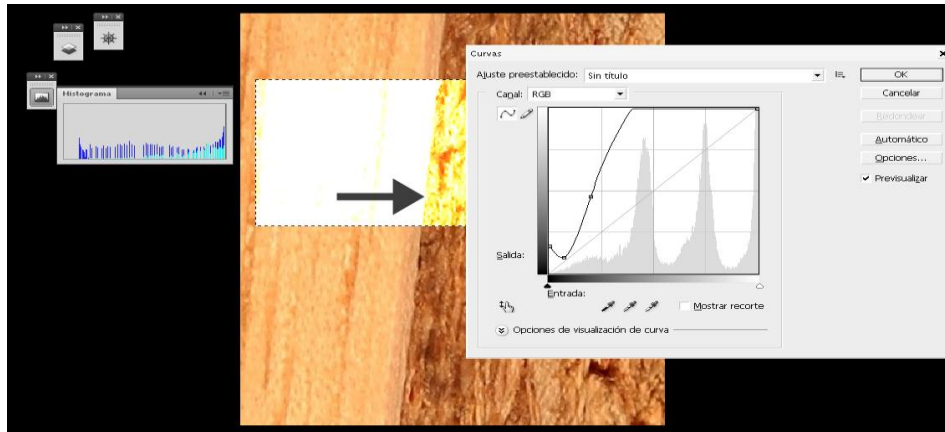 Histograma
Curvas
Ajuste preestablecido: Sin título
OK
Canal: RGB
Cancelar
Redondear
Automático
Opciones...
Previsualizar
Salida:
Entrada:
Mostrar recorte
Opciones de visualización de curva